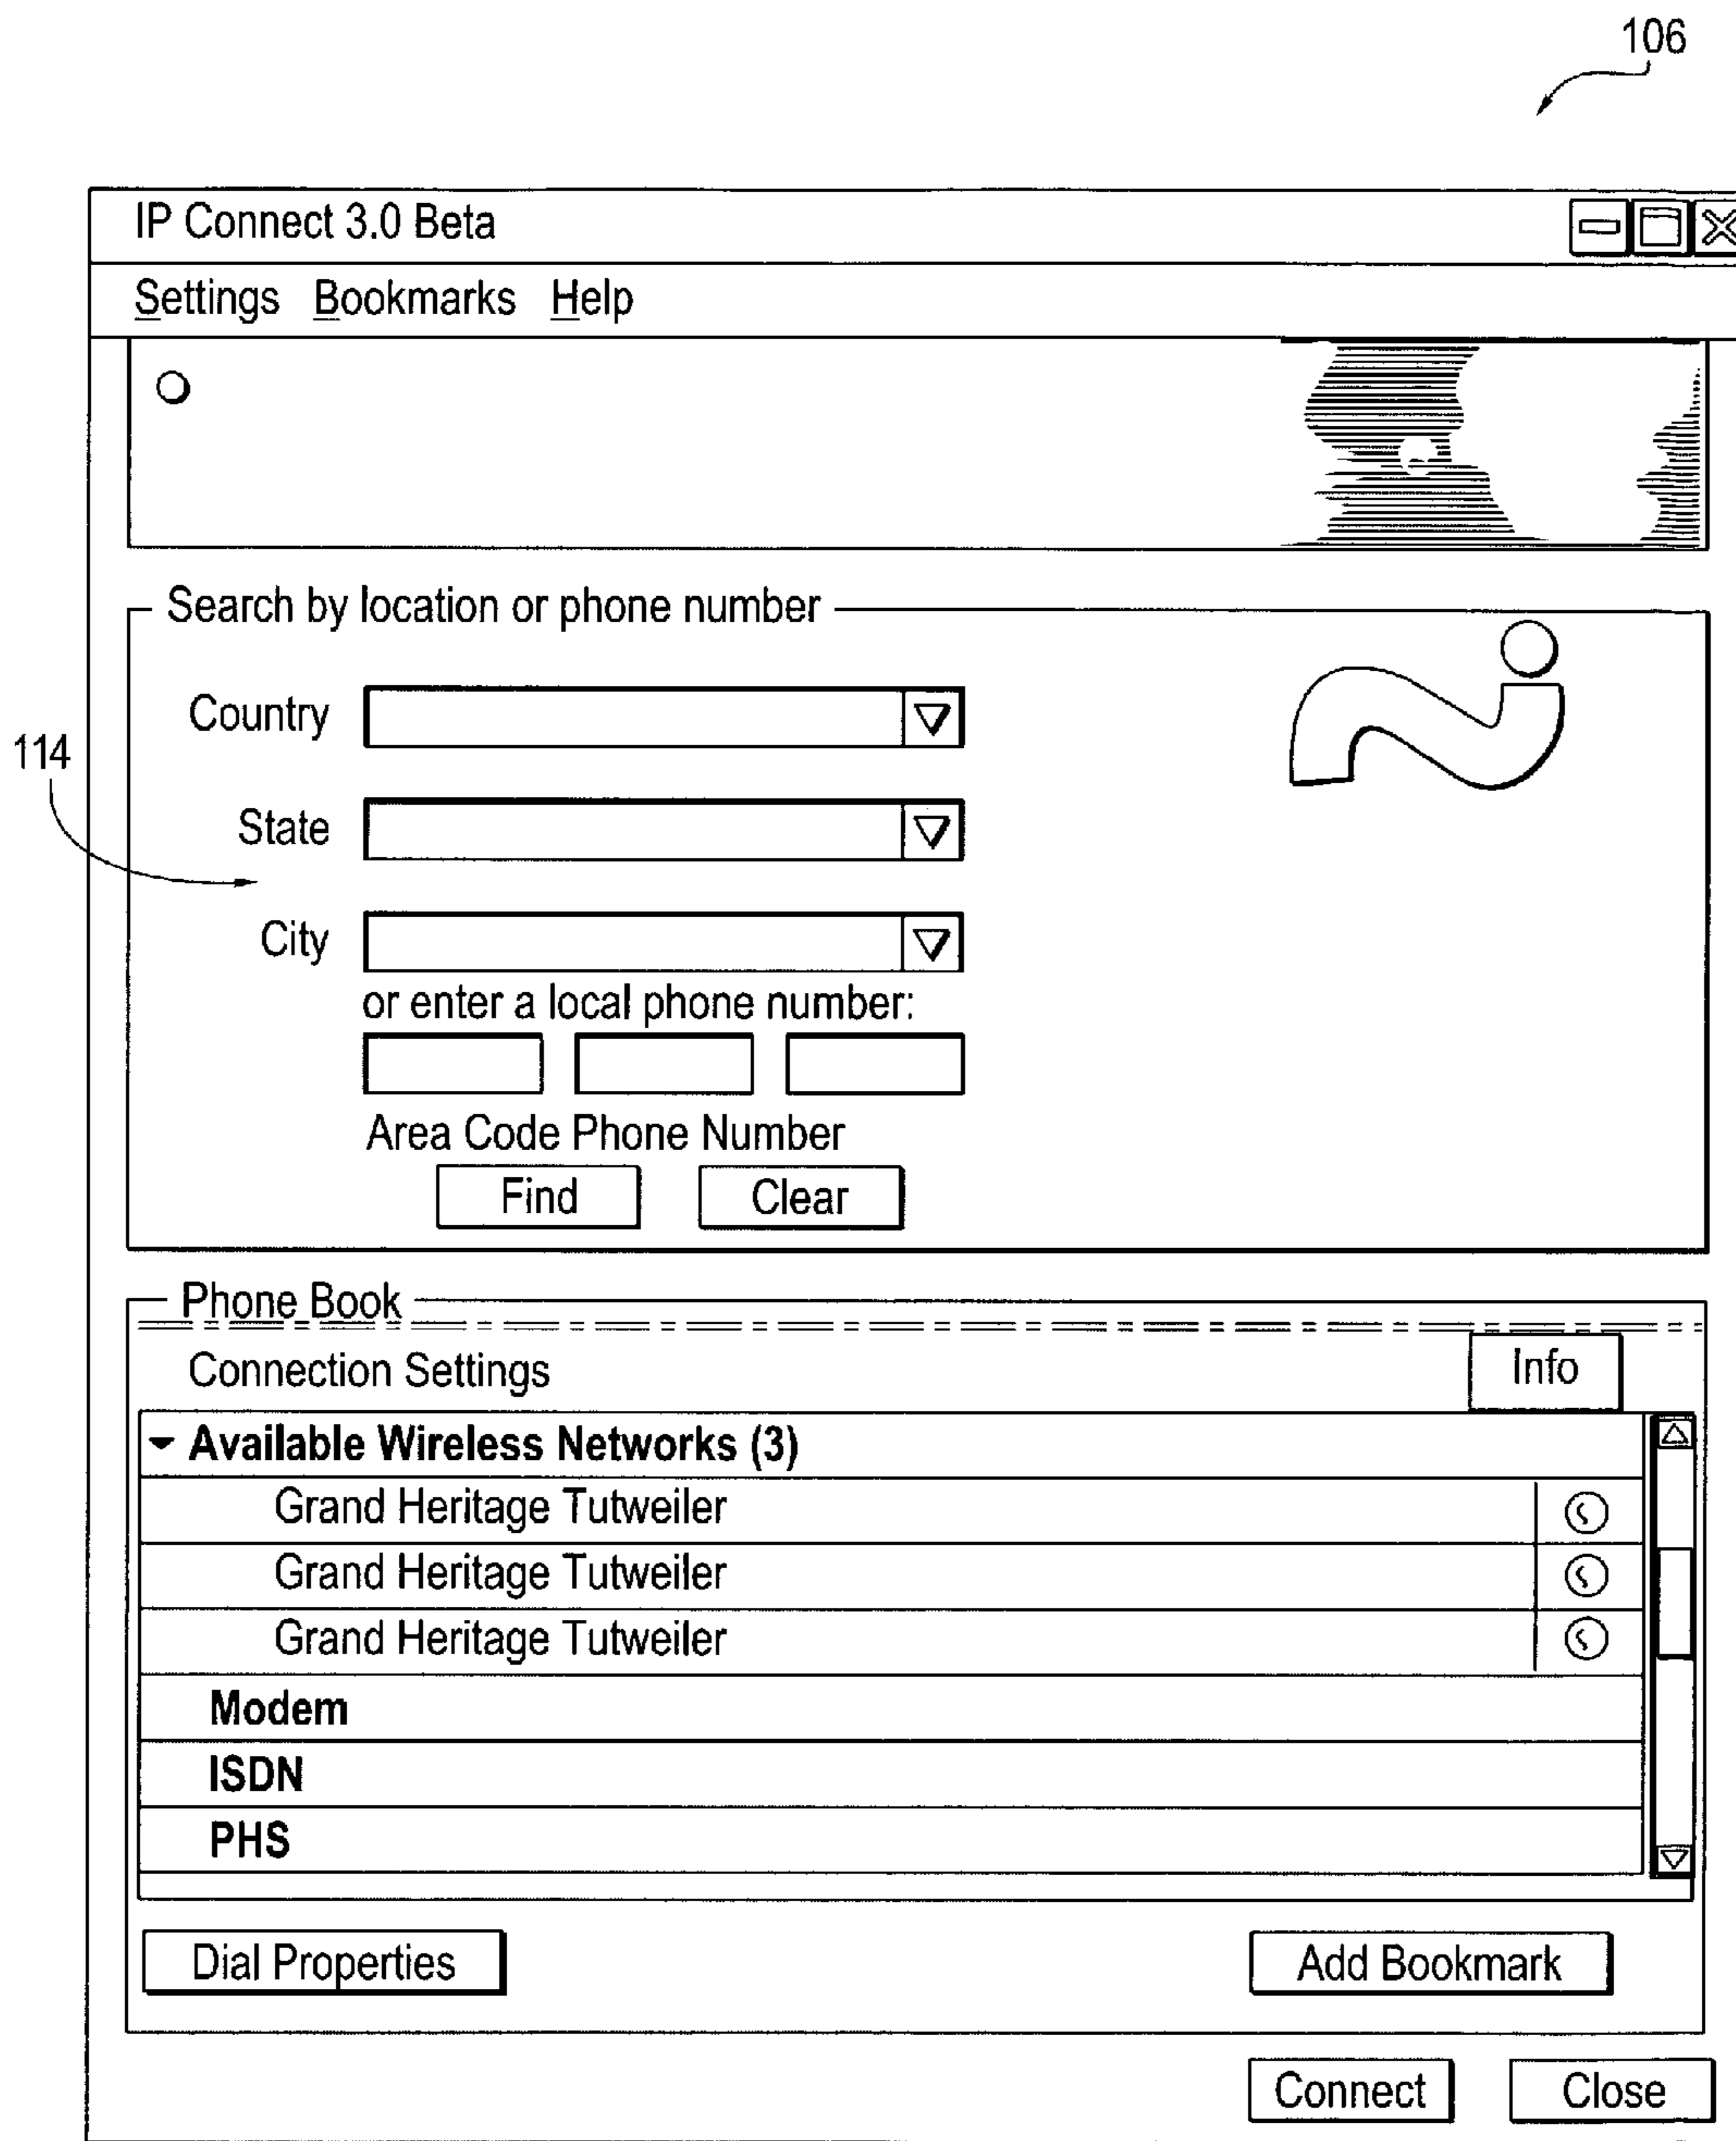 106
IP Connect 3.0 Beta
Settings Bookmarks Help
Search by location or phone number
Country
114
State
City
or enter a local phone number:
Area Code Phone Number
Find Clear
Phone Book
Connection Settings Info
Available Wireless Networks (3)
Grand Heritage Tutweiler
Grand Heritage Tutweiler
Grand Heritage Tutweiler
Modem
ISDN
PHS
Dial Properties Add Bookmark
Connect Close